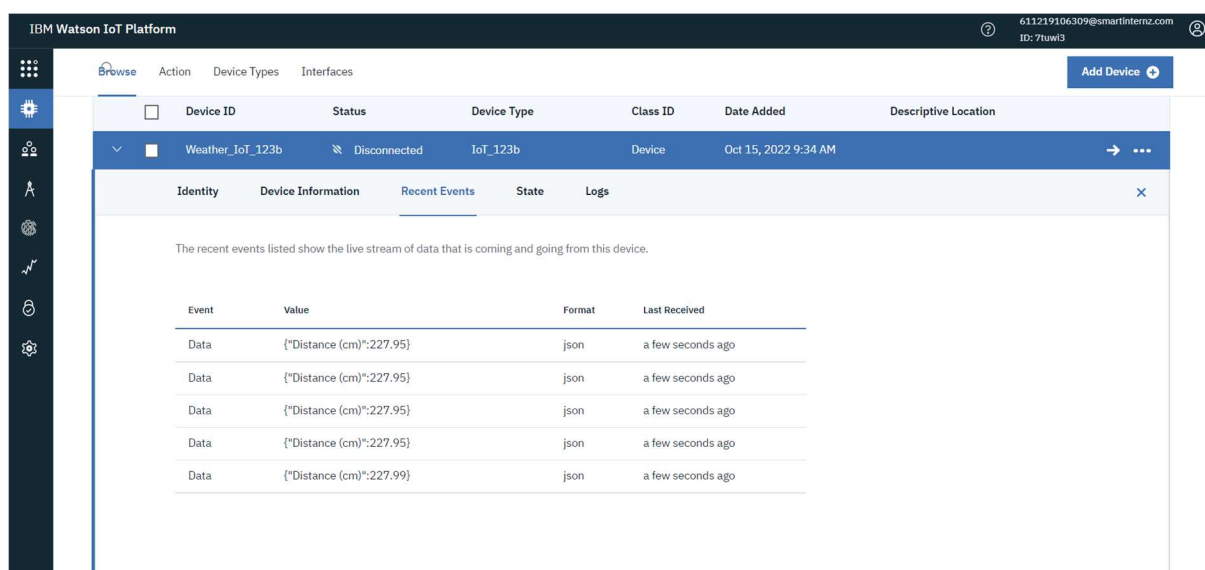 IBM Watson IoT Platform
611219106309@smartinternz.com
ID: 7tuwi3
Browse Action Device Types Interfaces
Add Device
Device ID Status Device Type Class ID Date Added Descriptive Location
Weather_IoT_123b Disconnected IoT_123b Device Oct 15, 2022 9:34 AM
Identity Device Information Recent Events State Logs
The recent events listed show the live stream of data that is coming and going from this device.
Event Value Format Last Received
Data {"Distance (cm)":227.95} json a few seconds ago
Data {"Distance (cm)":227.95} json a few seconds ago
Data {"Distance (cm)":227.95} json a few seconds ago
Data {"Distance (cm)":227.95} json a few seconds ago
Data {"Distance (cm)":227.99} json a few seconds ago